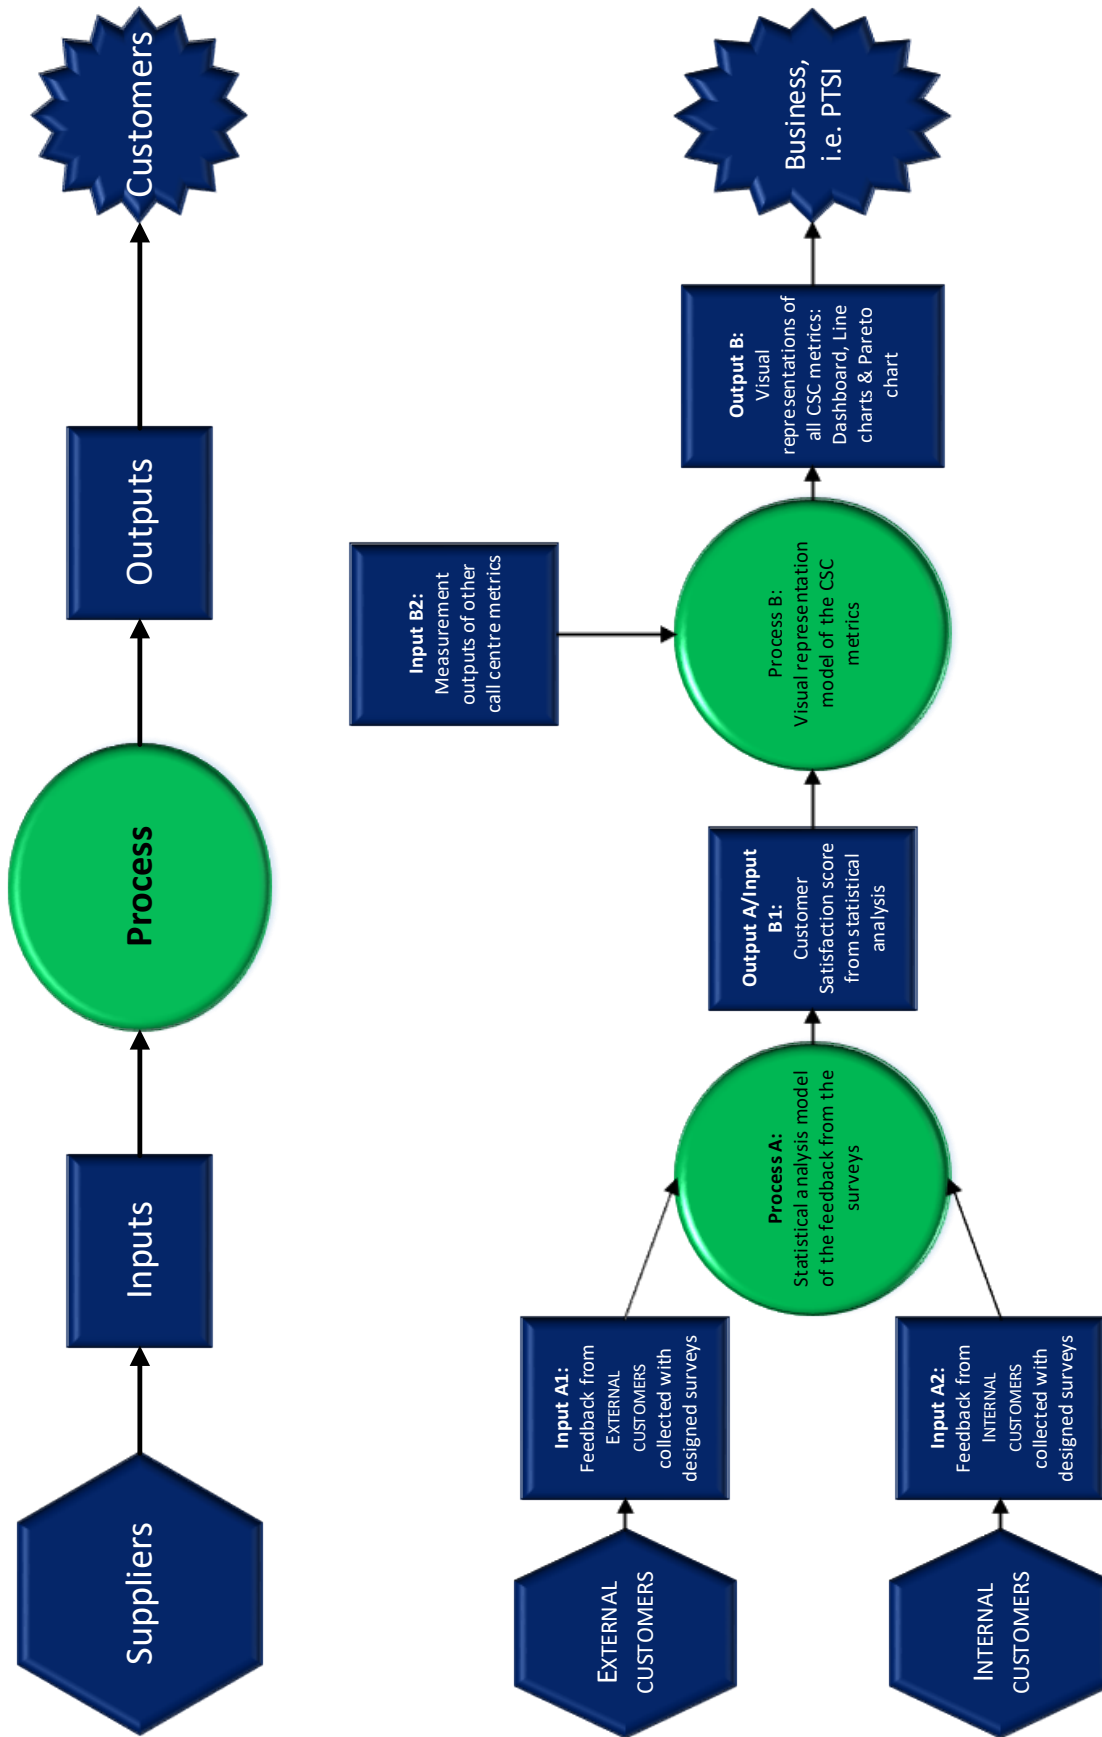 Suppliers
Inputs
Process
Outputs
Customers
EXTERNAL
CUSTOMERS
INTERNAL
CUSTOMERS
Input A1:
Feedback from
EXTERNAL
CUSTOMERS
collected with
designed surveys
Input A2:
Feedback from
INTERNAL
CUSTOMERS
collected with
designed surveys
Process A:
Statistical analysis model
of the feedback from the
surveys
Output A/Input
B1:
Customer
Satisfaction score
from statistical
analysis
Input B2:
Measurement
outputs of other
call centre metrics
Process B:
Visual representation
model of the CSC
metrics
Output B:
Visual
representations of
all CSC metrics:
Dashboard, Line
charts & Pareto
chart
Business,
i.e. PTSI